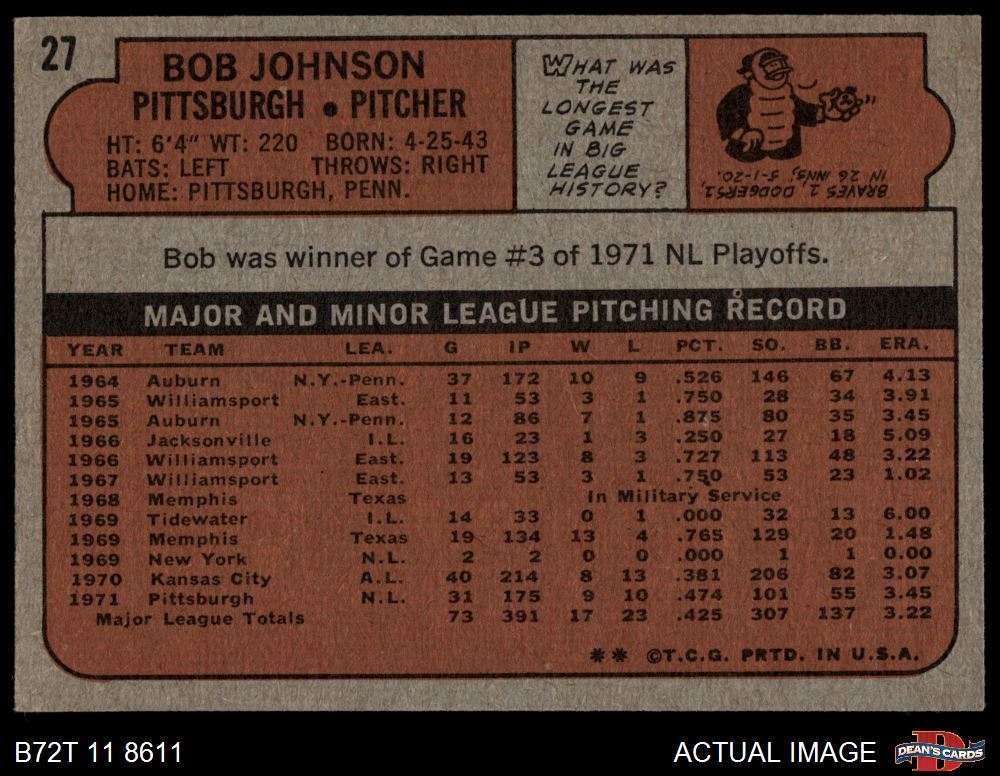 27
BOB JOHNSON
PITTSBURGH • PITCHER
HT: 6'4" WT: 220 BORN: 4-25-43
BATS: LEFT THROWS: RIGHT
HOME: PITTSBURGH, PENN.
WHAT WAS
THE
LONGEST
GAME
IN BIG
LEAGUE
HISTORY?
BRAVES 1, DODGERS 1,
IN 26 INNS, 5-1-20.
Bob was winner of Game #3 of 1971 NL Playoffs.
MAJOR AND MINOR LEAGUE PITCHING RECORD
YEAR TEAM LEA. G IP W L PCT. SO. BB. ERA.
1964 Auburn N.Y.-Penn. 37 172 10 9 .526 146 67 4.13
1965 Williamsport East. 11 53 3 1 .750 28 34 3.91
1965 Auburn N.Y.-Penn. 12 86 7 1 .875 80 35 3.45
1966 Jacksonville I.L. 16 23 1 3 .250 27 18 5.09
1966 Williamsport East. 19 123 8 3 .727 113 48 3.22
1967 Williamsport East. 13 53 3 1 .750 53 23 1.02
1968 Memphis Texas In Military Service
1969 Tidewater I.L. 14 33 0 1 .000 32 13 6.00
1969 Memphis Texas 19 134 13 4 .765 129 20 1.48
1969 New York N.L. 2 2 0 0 .000 1 1 0.00
1970 Kansas City A.L. 40 214 8 13 .381 206 82 3.07
1971 Pittsburgh N.L. 31 175 9 10 .474 101 55 3.45
Major League Totals 73 391 17 23 .425 307 137 3.22
** ©T.C.G. PRTD. IN U.S.A.
B72T 11 8611 ACTUAL IMAGE DEAN'S CARDS